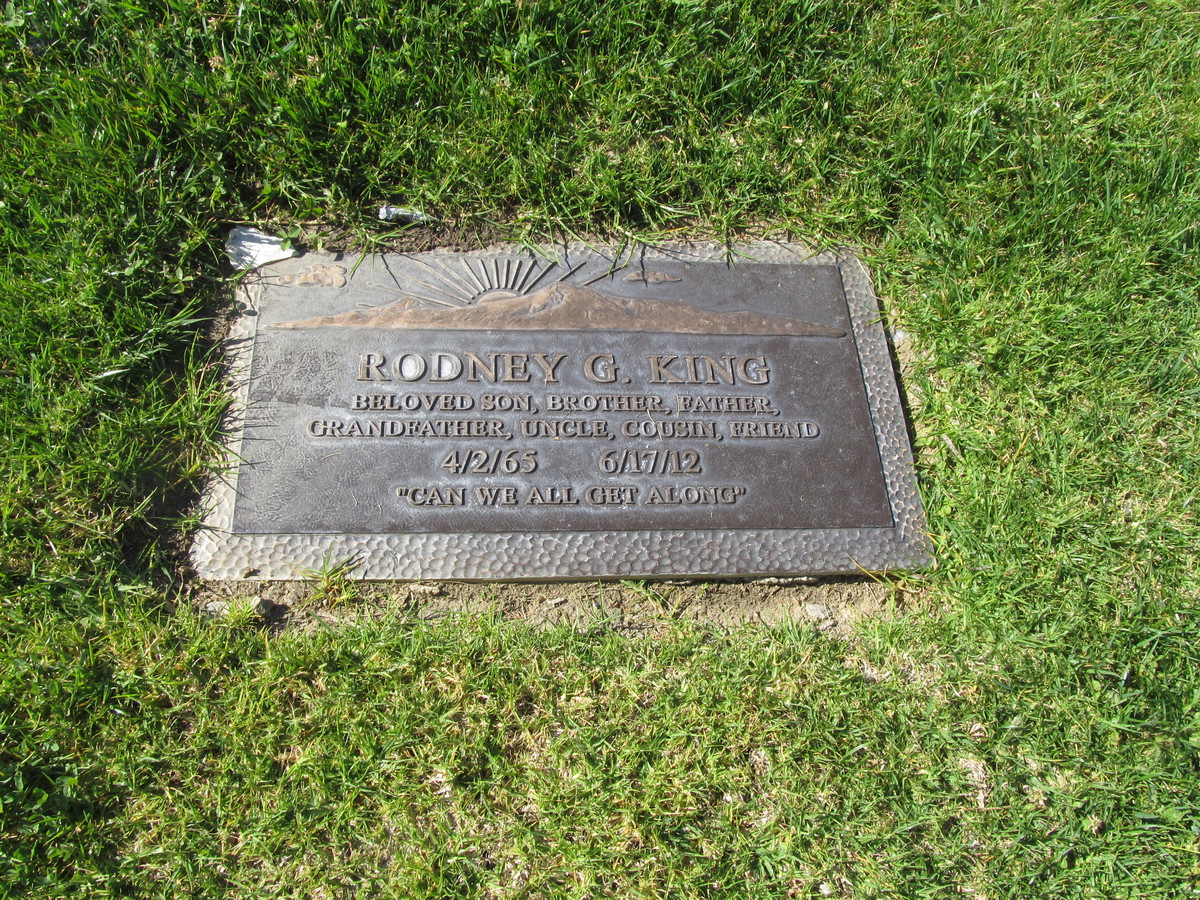 RODNEY G. KING
BELOVED SON, BROTHER, FATHER,
GRANDFATHER, UNCLE, COUSIN, FRIEND
4/2/65 6/17/12
"CAN WE ALL GET ALONG"